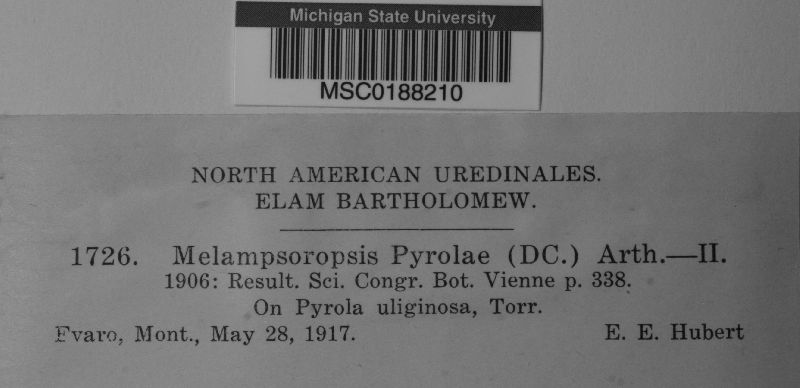 Michigan State University
MSC0188210
NORTH AMERICAN UREDINALES.
ELAM BARTHOLOMEW.
1726. Melampsoropsis Pyrolae (DC.) Arth.—II.
1906: Result. Sci. Congr. Bot. Vienne p. 338.
On Pyrola uliginosa, Torr.
Evaro, Mont., May 28, 1917. E. E. Hubert